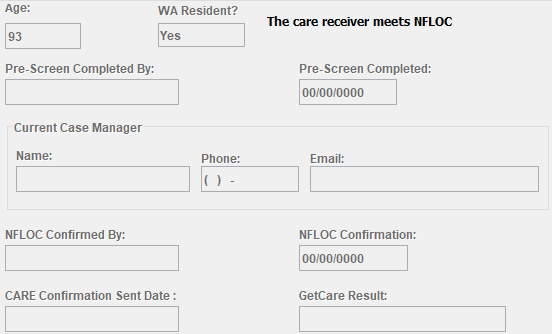 Age: WA Resident?
93 Yes The care receiver meets NFLOC
Pre-Screen Completed By: Pre-Screen Completed:
00/00/0000
Current Case Manager
Name: Phone: Email:
( ) -
NFLOC Confirmed By: NFLOC Confirmation:
00/00/0000
CARE Confirmation Sent Date : GetCare Result: